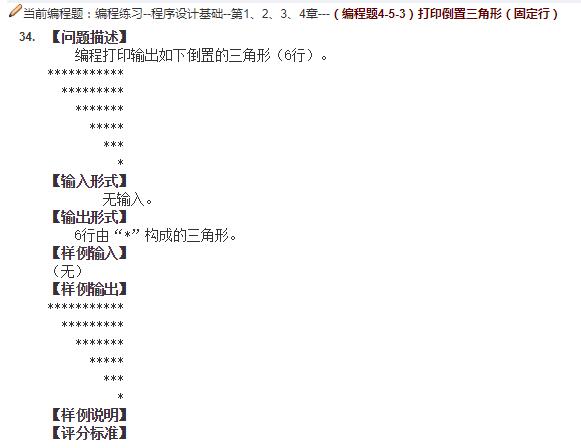 当前编程题：编程练习--程序设计基础--第1、2、3、4章---（编程题4-5-3）打印倒置三角形（固定行）
34. 【问题描述】
编程打印输出如下倒置的三角形（6行）。
***********
  *********
    *******
      *****
        ***
          *
【输入形式】
无输入。
【输出形式】
6行由“*”构成的三角形。
【样例输入】
（无）
【样例输出】
***********
  *********
    *******
      *****
        ***
          *
【样例说明】
【评分标准】